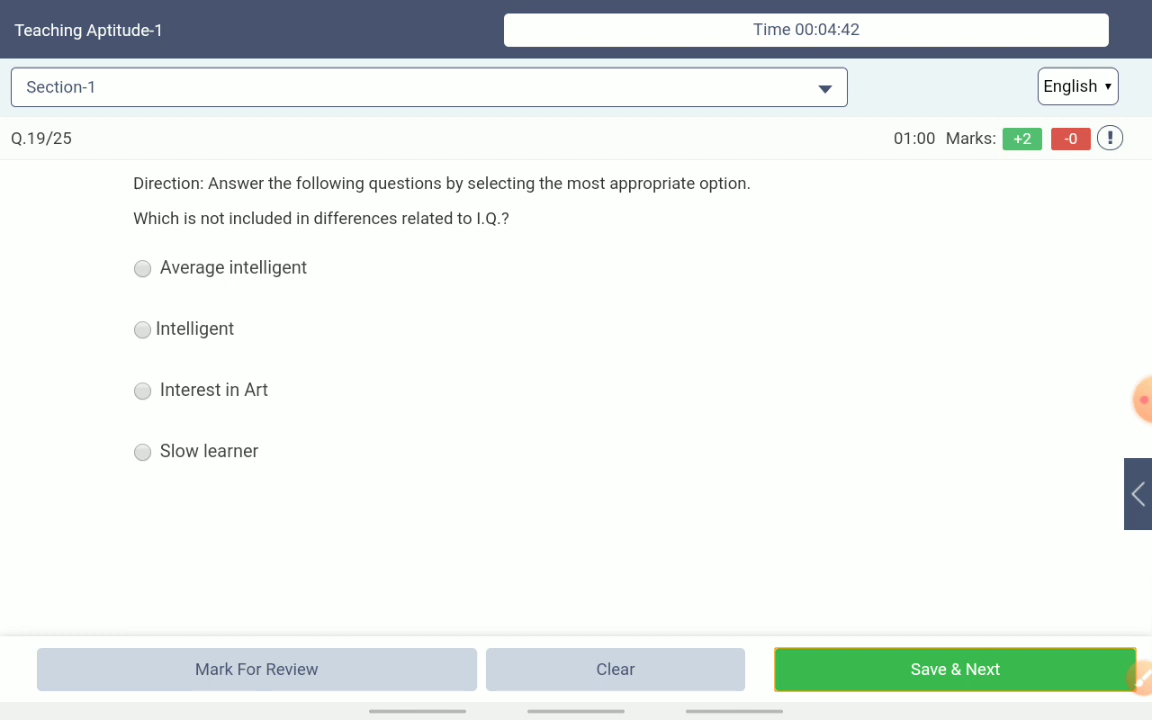 Teaching Aptitude-1
Time 00:04:42
Section-1
English
Q.19/25
01:00 Marks: +2 -0 !
Direction: Answer the following questions by selecting the most appropriate option.
Which is not included in differences related to I.Q.?
Average intelligent
Intelligent
Interest in Art
Slow learner
Mark For Review
Clear
Save & Next